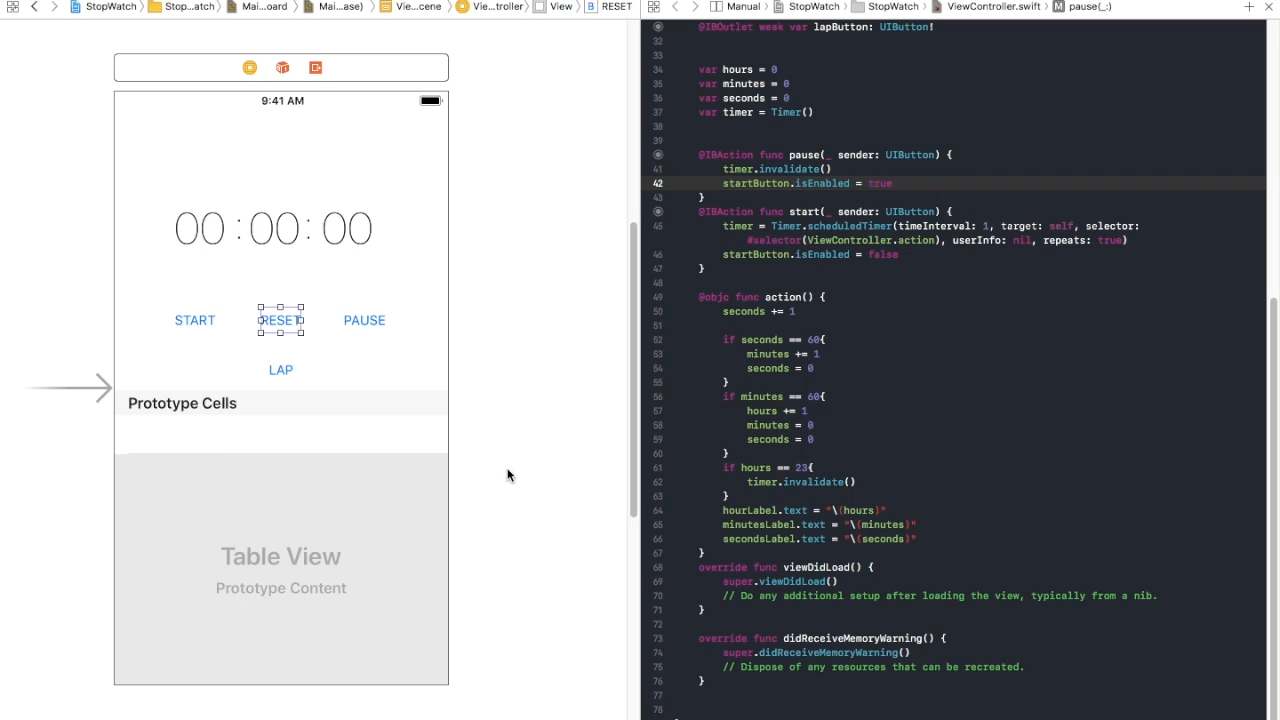 StopWatch Stop...atch Mai...oard Mai...ase) Vie...cene Vie...troller View B RESET
9:41 AM
00 : 00 : 00
START RESET PAUSE
LAP
Prototype Cells
Table View
Prototype Content
Manual StopWatch StopWatch ViewController.swift M pause(_:)
@IBOutlet weak var lapButton: UIButton!
32
33
34 var hours = 0
35 var minutes = 0
36 var seconds = 0
37 var timer = Timer()
38
39
@IBAction func pause(_ sender: UIButton) {
41 timer.invalidate()
42 startButton.isEnabled = true
43 }
@IBAction func start(_ sender: UIButton) {
45 timer = Timer.scheduledTimer(timeInterval: 1, target: self, selector:
#selector(ViewController.action), userInfo: nil, repeats: true)
46 startButton.isEnabled = false
47 }
48
49 @objc func action() {
50 seconds += 1
51
52 if seconds == 60{
53 minutes += 1
54 seconds = 0
55 }
56 if minutes == 60{
57 hours += 1
58 minutes = 0
59 seconds = 0
60 }
61 if hours == 23{
62 timer.invalidate()
63 }
64 hourLabel.text = "\(hours)"
65 minutesLabel.text = "\(minutes)"
66 secondsLabel.text = "\(seconds)"
67 }
68 override func viewDidLoad() {
69 super.viewDidLoad()
70 // Do any additional setup after loading the view, typically from a nib.
71 }
72
73 override func didReceiveMemoryWarning() {
74 super.didReceiveMemoryWarning()
75 // Dispose of any resources that can be recreated.
76 }
77
78